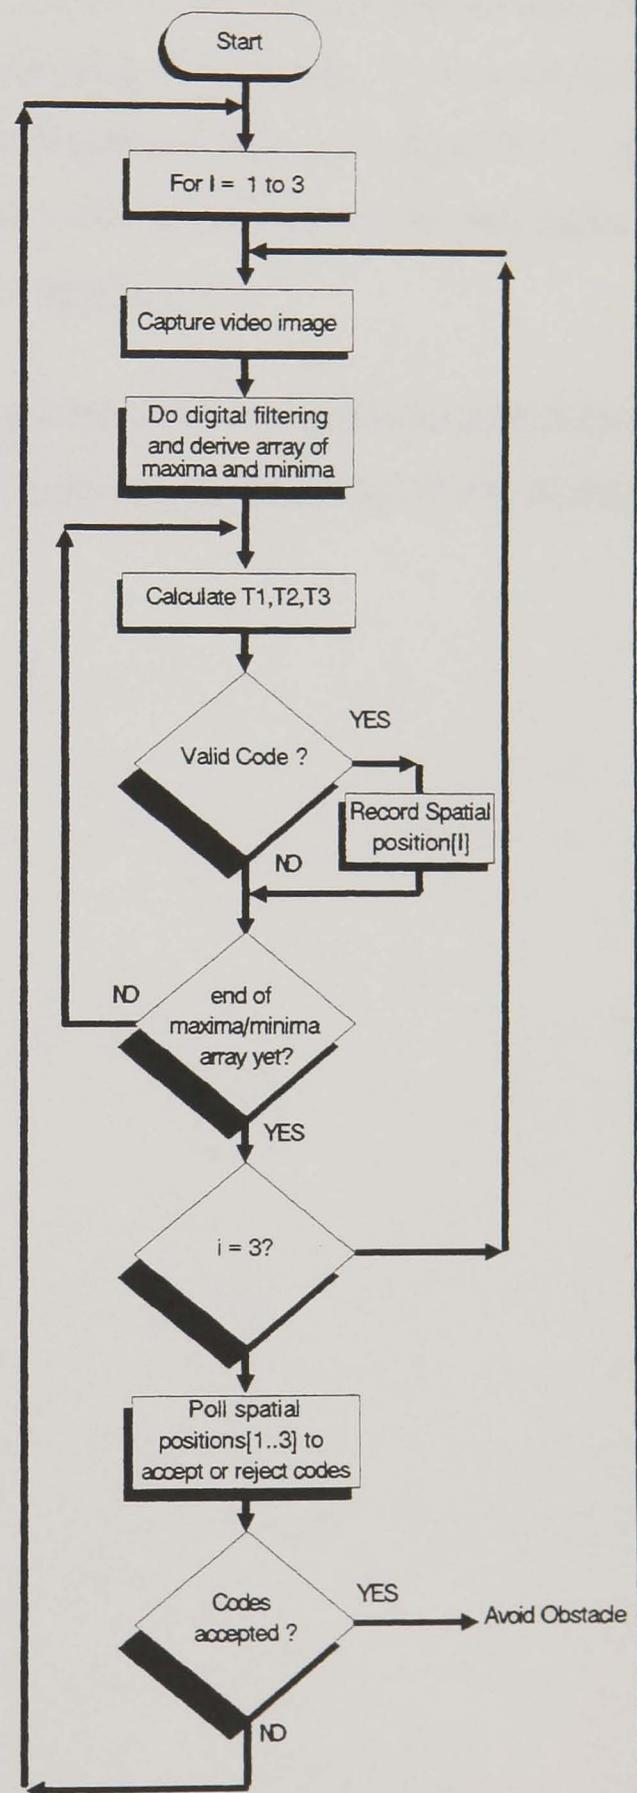 Start
For I = 1 to 3
Capture video image
Do digital filtering
and derive array of
maxima and minima
Calculate T1,T2,T3
YES
Valid Code ?
Record Spatial
position[I]
NO
NO
end of
maxima/minima
array yet?
YES
i = 3?
Poll spatial
positions[1..3] to
accept or reject codes
YES
Codes
accepted ?
Avoid Obstacle
NO